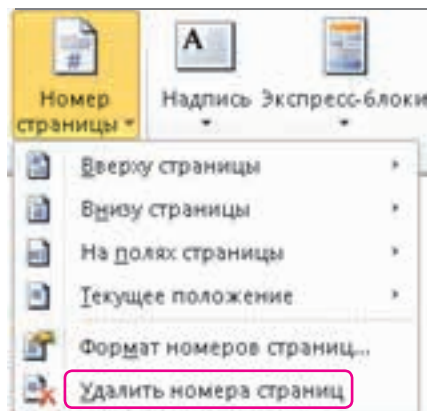 Номер
страницы
Надпись
Экспресс-блоки
Вверху страницы
Внизу страницы
На полях страницы
Текущее положение
Формат номеров страниц...
Удалить номера страниц